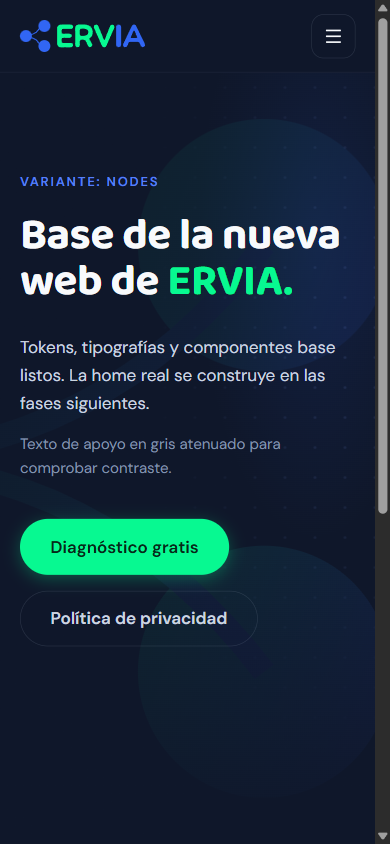 ERVIA
VARIANTE: NODES
Base de la nueva
web de ERVIA.
Tokens, tipografías y componentes base
listos. La home real se construye en las
fases siguientes.
Texto de apoyo en gris atenuado para
comprobar contraste.
Diagnóstico gratis
Política de privacidad